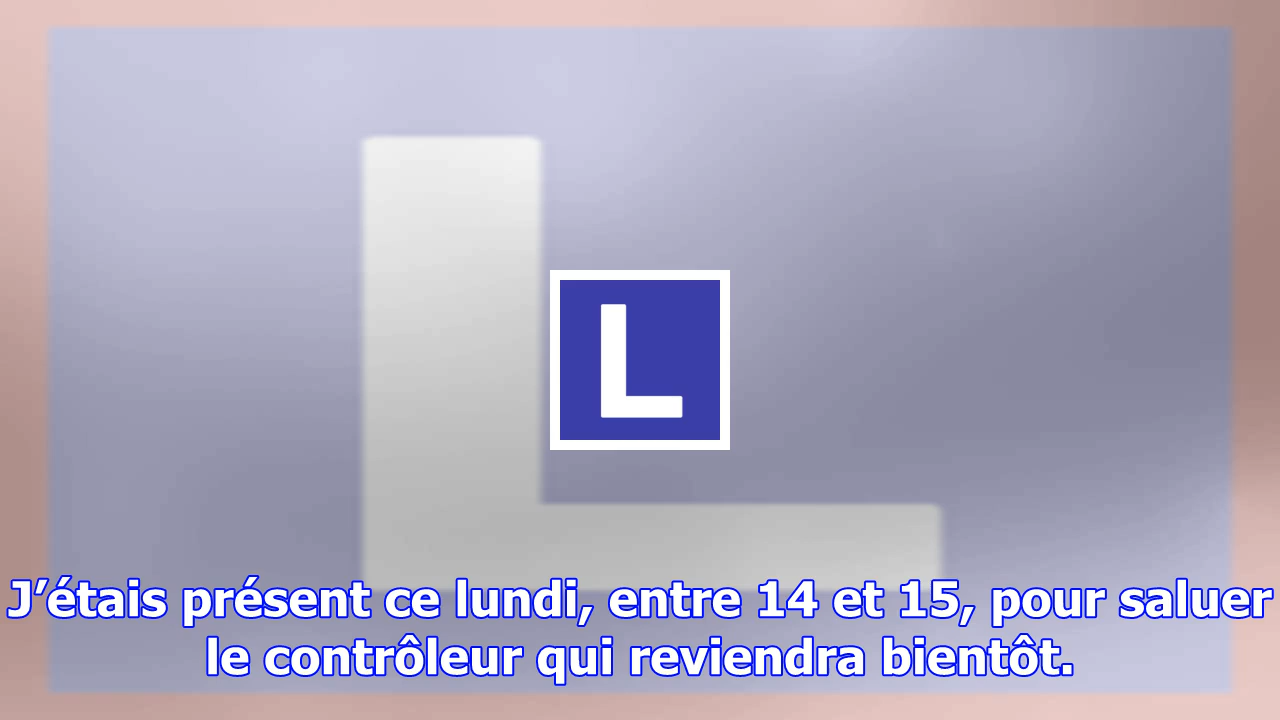 L
J’étais présent ce lundi, entre 14 et 15, pour saluer
le contrôleur qui reviendra bientôt.